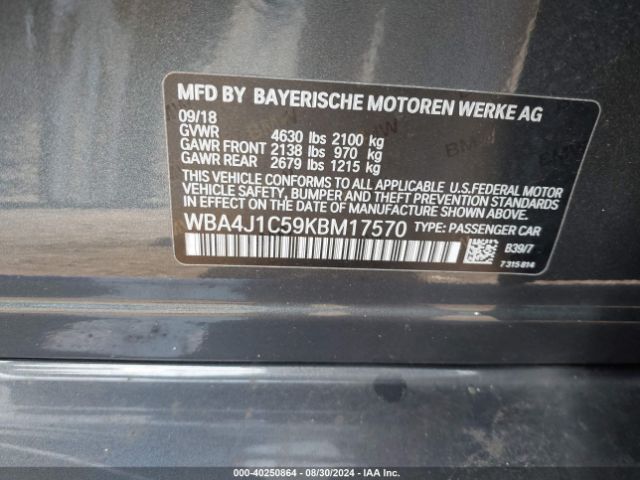 MFD BY BAYERISCHE MOTOREN WERKE AG
09/18
GVWR 4630 lbs 2100 kg
GAWR FRONT 2138 lbs 970 kg
GAWR REAR 2679 lbs 1215 kg
THIS VEHICLE CONFORMS TO ALL APPLICABLE U.S.FEDERAL MOTOR
VEHICLE SAFETY, BUMPER AND THEFT PREVENTION STANDARDS
IN EFFECT ON THE DATE OF MANUFACTURE SHOWN ABOVE.
WBA4J1C59KBM17570 TYPE: PASSENGER CAR
B39/7
7315814
000-40250864 / 08/30/2024 - IAA Inc.